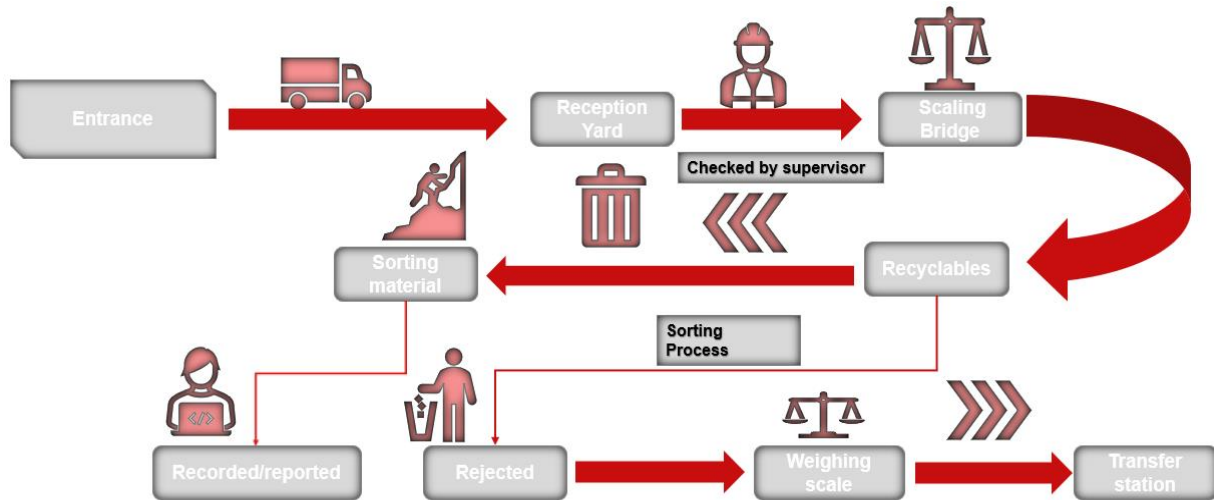 Entrance
Reception
Yard
Scaling
Bridge
Checked by supervisor
Sorting
material
Recyclables
Sorting
Process
Recorded/reported
Rejected
Weighing
scale
Transfer
station